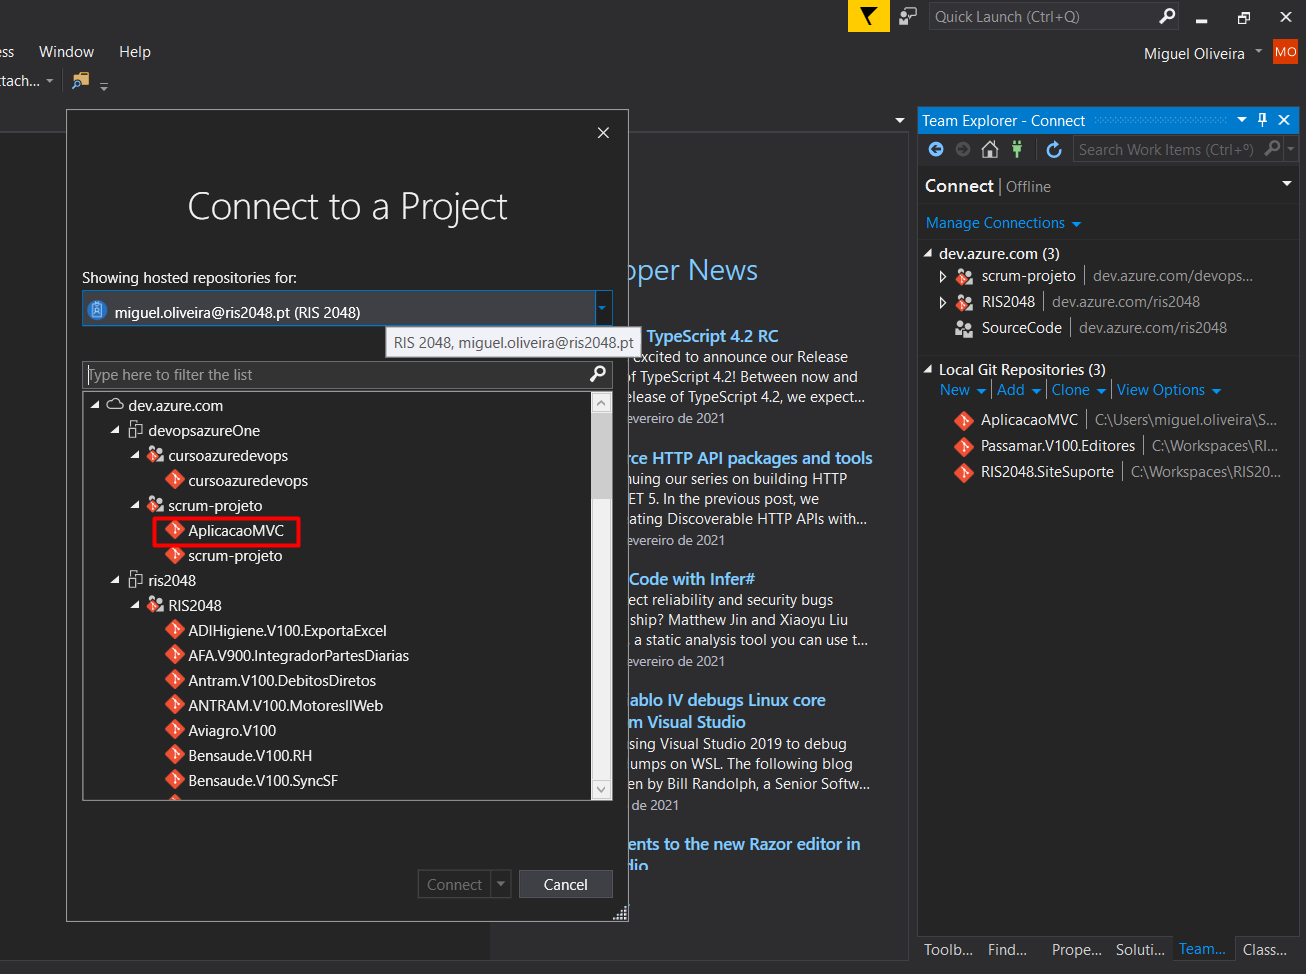 Quick Launch (Ctrl+Q)
Window Help
Miguel Oliveira MO
Connect to a Project
Showing hosted repositories for:
miguel.oliveira@ris2048.pt (RIS 2048)
RIS 2048, miguel.oliveira@ris2048.pt
Type here to filter the list
dev.azure.com
devopsazureOne
cursoazuredevops
cursoazuredevops
scrum-projeto
AplicacaoMVC
scrum-projeto
ris2048
RIS2048
ADIHigiene.V100.ExportaExcel
AFA.V900.IntegradorPartesDiarias
Antram.V100.DebitosDiretos
ANTRAM.V100.MotoresIIWeb
Aviagro.V100
Bensaude.V100.RH
Bensaude.V100.SyncSF
Connect Cancel
oper News
TypeScript 4.2 RC
excited to announce our Release
of TypeScript 4.2! Between now and
elease of TypeScript 4.2, we expect...
evereiro de 2021
rce HTTP API packages and tools
nuing our series on building HTTP
ET 5. In the previous post, we
ating Discoverable HTTP APIs with...
evereiro de 2021
Code with Infer#
ect reliability and security bugs
ship? Matthew Jin and Xiaoyu Liu
, a static analysis tool you can use t...
evereiro de 2021
iablo IV debugs Linux core
m Visual Studio
sing Visual Studio 2019 to debug
umps on WSL. The following blog
en by Bill Randolph, a Senior Softw...
de 2021
ents to the new Razor editor in
dio
Team Explorer - Connect
Search Work Items (Ctrl+º)
Connect | Offline
Manage Connections
dev.azure.com (3)
scrum-projeto | dev.azure.com/devops...
RIS2048 | dev.azure.com/ris2048
SourceCode | dev.azure.com/ris2048
Local Git Repositories (3)
New | Add | Clone | View Options
AplicacaoMVC | C:\Users\miguel.oliveira\S...
Passamar.V100.Editores | C:\Workspaces\RI...
RIS2048.SiteSuporte | C:\Workspaces\RIS20...
Toolb... Find... Prope... Soluti... Team... Class...